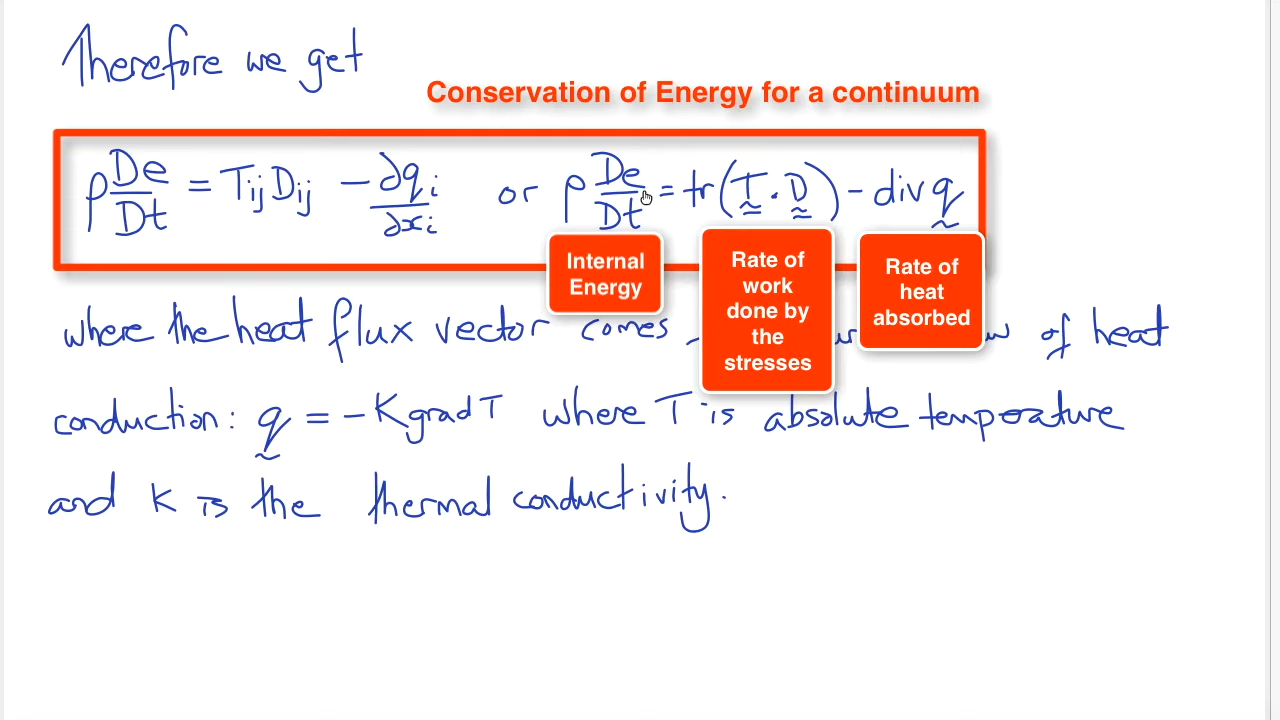 Therefore we get
Conservation of Energy for a continuum
ρ De/Dt = Tij Dij − ∂qi/∂xi or ρ De/Dt = tr(T · D) − div q
Internal
Energy
Rate of
work
done by
the
stresses
Rate of
heat
absorbed
where the heat flux vector comes of heat
conduction: q = −K grad T where T is absolute temperature
and K is the thermal conductivity.